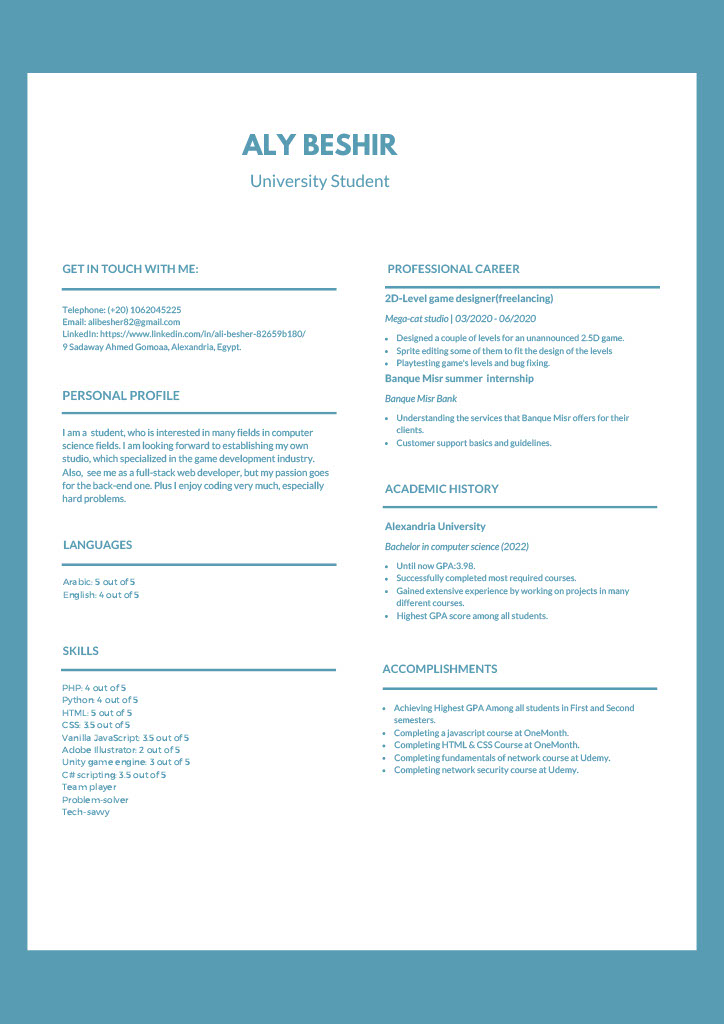 ALY BESHIR
University Student
GET IN TOUCH WITH ME:
Telephone: (+20) 1062045225
Email: alibesher82@gmail.com
LinkedIn: https://www.linkedin.com/in/ali-besher-82659b180/
9 Sadaway Ahmed Gomoaa, Alexandria, Egypt.
PERSONAL PROFILE
I am a student, who is interested in many fields in computer
science fields. I am looking forward to establishing my own
studio, which specialized in the game development industry.
Also, see me as a full-stack web developer, but my passion goes
for the back-end one. Plus I enjoy coding very much, especially
hard problems.
LANGUAGES
Arabic: 5 out of 5
English: 4 out of 5
SKILLS
PHP: 4 out of 5
Python: 4 out of 5
HTML: 5 out of 5
CSS: 3.5 out of 5
Vanilla JavaScript: 3.5 out of 5
Adobe Illustrator: 2 out of 5
Unity game engine: 3 out of 5
C# scripting: 3.5 out of 5
Team player
Problem-solver
Tech-savvy
PROFESSIONAL CAREER
2D-Level game designer(freelancing)
Mega-cat studio | 03/2020 - 06/2020
• Designed a couple of levels for an unannounced 2.5D game.
• Sprite editing some of them to fit the design of the levels
• Playtesting game's levels and bug fixing.
Banque Misr summer internship
Banque Misr Bank
• Understanding the services that Banque Misr offers for their
clients.
• Customer support basics and guidelines.
ACADEMIC HISTORY
Alexandria University
Bachelor in computer science (2022)
• Until now GPA:3.98.
• Successfully completed most required courses.
• Gained extensive experience by working on projects in many
different courses.
• Highest GPA score among all students.
ACCOMPLISHMENTS
• Achieving Highest GPA Among all students in First and Second
semesters.
• Completing a javascript course at OneMonth.
• Completing HTML & CSS Course at OneMonth.
• Completing fundamentals of network course at Udemy.
• Completing network security course at Udemy.